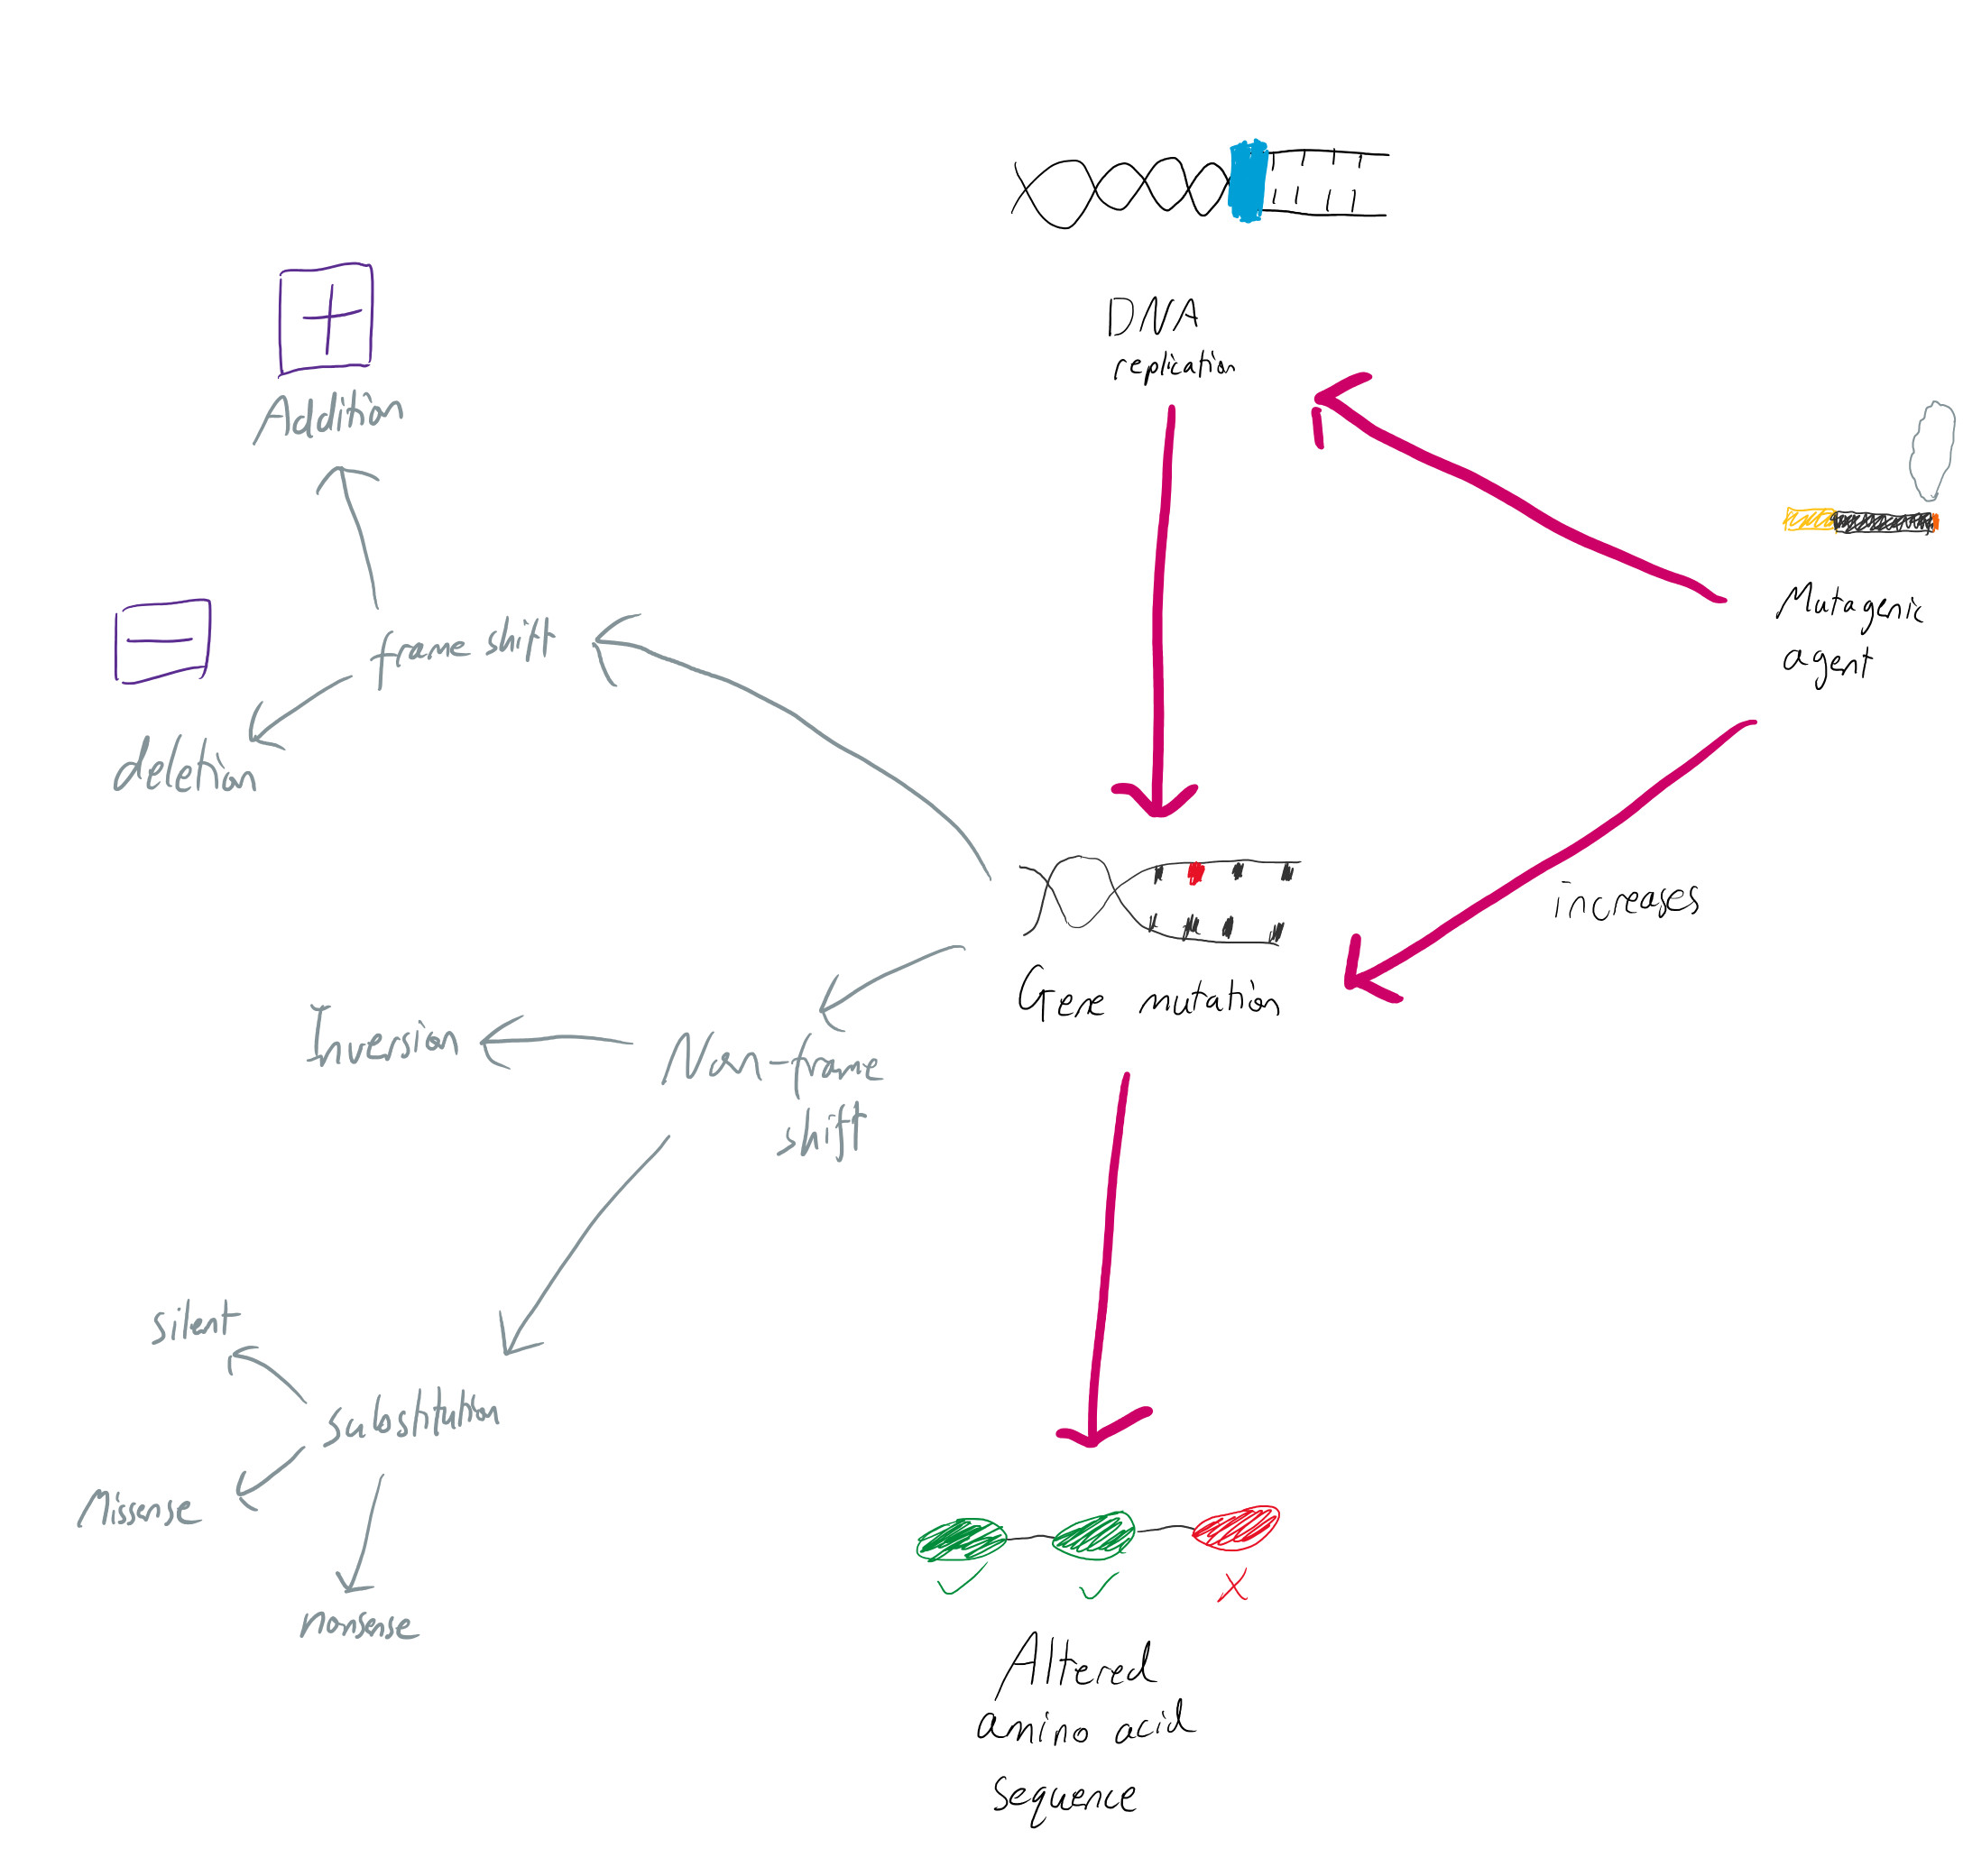 DNA
replication
Addition
Mutagenic
agent
frame shift
deletion
increases
Gene mutation
Inversion
Non-frame
shift
silent
substitution
Missense
nonsense
Altered
amino acid
sequence